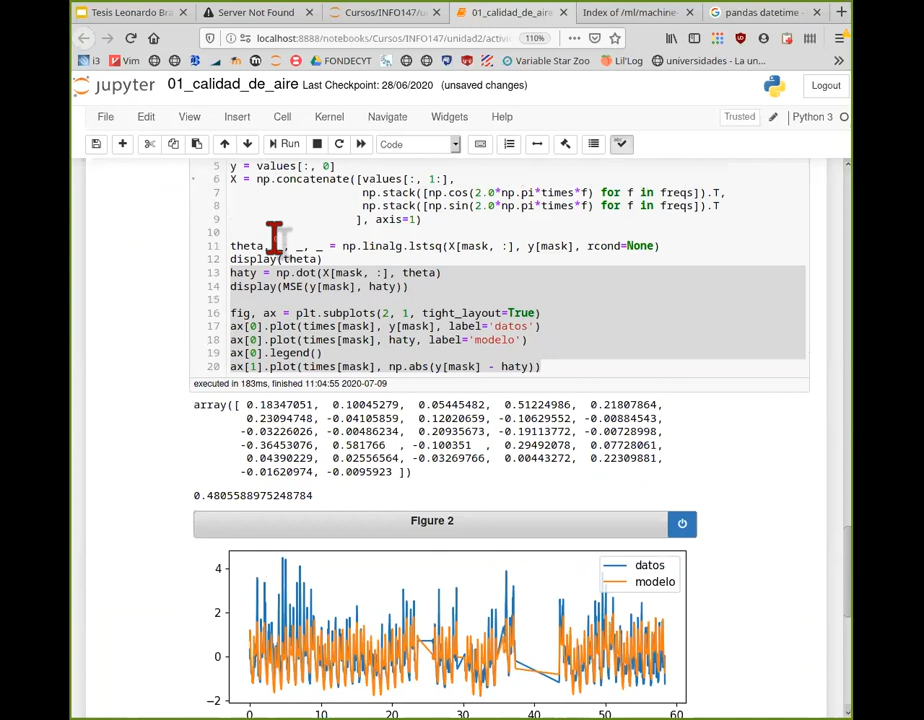 Tesis Leonardo Bra
Server Not Found
Cursos/INFO147/u
01_calidad_de_aire
Index of /ml/machine-
pandas datetime -
localhost:8888/notebooks/Cursos/INFO147/unidad2/activi
110%
i3
Vim
FONDECYT
Variable Star Zoo
Lil'Log
universidades - La un...
jupyter
01_calidad_de_aire
Last Checkpoint: 28/06/2020
(unsaved changes)
Logout
File
Edit
View
Insert
Cell
Kernel
Navigate
Widgets
Help
Trusted
Python 3
Run
Code
5 y = values[:, 0]
6 X = np.concatenate([values[:, 1:],
7 np.stack([np.cos(2.0*np.pi*times*f) for f in freqs]).T,
8 np.stack([np.sin(2.0*np.pi*times*f) for f in freqs]).T
9 ], axis=1)
10
11 theta, _, _ = np.linalg.lstsq(X[mask, :], y[mask], rcond=None)
12 display(theta)
13 haty = np.dot(X[mask, :], theta)
14 display(MSE(y[mask], haty))
15
16 fig, ax = plt.subplots(2, 1, tight_layout=True)
17 ax[0].plot(times[mask], y[mask], label='datos')
18 ax[0].plot(times[mask], haty, label='modelo')
19 ax[0].legend()
20 ax[1].plot(times[mask], np.abs(y[mask] - haty))
executed in 183ms, finished 11:04:55 2020-07-09
array([ 0.18347051, 0.10045279, 0.05445482, 0.51224986, 0.21807864,
0.23094748, -0.04105859, 0.12020659, -0.10629552, -0.00884543,
-0.03226026, -0.00486234, 0.20935673, -0.19113772, -0.00728998,
-0.36453076, 0.581766 , -0.100351 , 0.29492078, 0.07728061,
0.04390229, 0.02556564, -0.03269766, 0.00443272, 0.22309881,
-0.01620974, -0.0095923 ])
0.4805588975248784
Figure 2
datos
modelo
4
2
0
−2
0
10
20
30
40
50
60